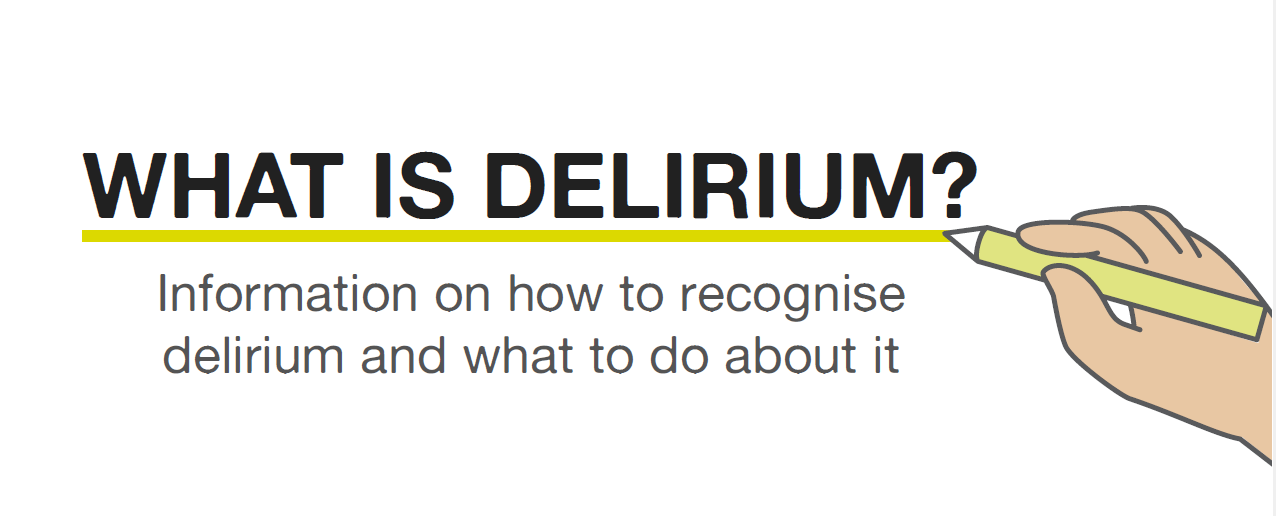 WHAT IS DELIRIUM?
Information on how to recognise
delirium and what to do about it